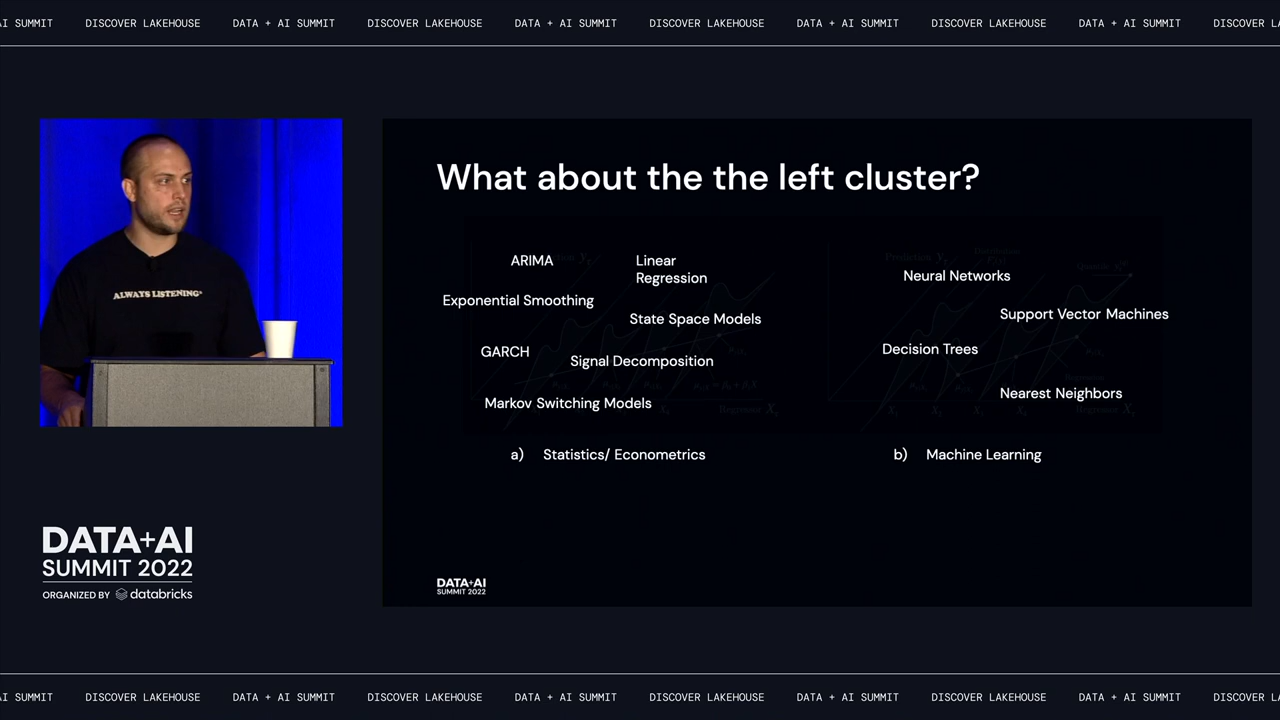 AI SUMMIT DISCOVER LAKEHOUSE DATA + AI SUMMIT DISCOVER LAKEHOUSE DATA + AI SUMMIT DISCOVER LAKEHOUSE DATA + AI SUMMIT DISCOVER LAKEHOUSE DATA + AI SUMMIT DISCOVER
What about the the left cluster?
ARIMA
Linear
Regression
Exponential Smoothing
State Space Models
GARCH
Signal Decomposition
Markov Switching Models
a) Statistics/ Econometrics
Neural Networks
Support Vector Machines
Decision Trees
Nearest Neighbors
b) Machine Learning
DATA+AI
SUMMIT 2022
ALWAYS LISTENING
DATA+AI
SUMMIT 2022
ORGANIZED BY databricks
AI SUMMIT DISCOVER LAKEHOUSE DATA + AI SUMMIT DISCOVER LAKEHOUSE DATA + AI SUMMIT DISCOVER LAKEHOUSE DATA + AI SUMMIT DISCOVER LAKEHOUSE DATA + AI SUMMIT DISCOVER